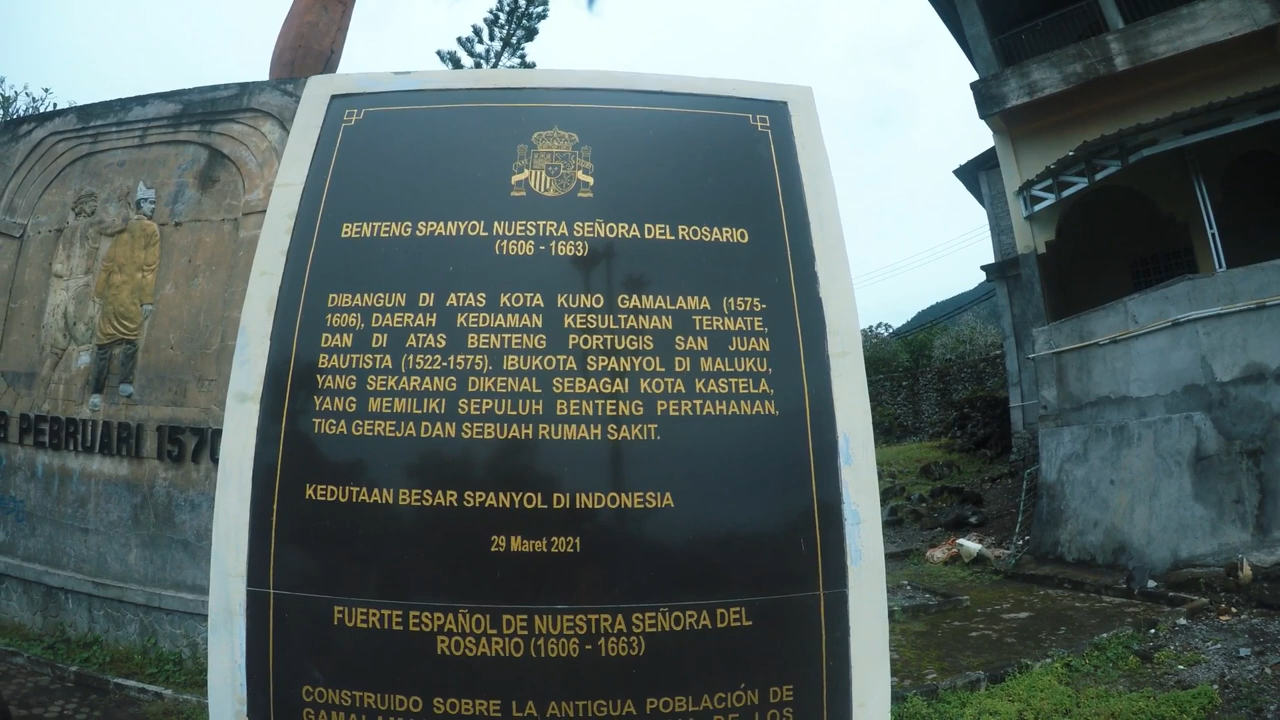 BENTENG SPANYOL NUESTRA SEÑORA DEL ROSARIO
(1606 - 1663)
DIBANGUN DI ATAS KOTA KUNO GAMALAMA (1575-
1606), DAERAH KEDIAMAN KESULTANAN TERNATE,
DAN DI ATAS BENTENG PORTUGIS SAN JUAN
BAUTISTA (1522-1575). IBUKOTA SPANYOL DI MALUKU,
YANG SEKARANG DIKENAL SEBAGAI KOTA KASTELA,
YANG MEMILIKI SEPULUH BENTENG PERTAHANAN,
TIGA GEREJA DAN SEBUAH RUMAH SAKIT.
KEDUTAAN BESAR SPANYOL DI INDONESIA
29 Maret 2021
FUERTE ESPAÑOL DE NUESTRA SEÑORA DEL
ROSARIO (1606 - 1663)
CONSTRUIDO SOBRE LA ANTIGUA POBLACIÓN DE
DE LOS
PEBRUARI 1570